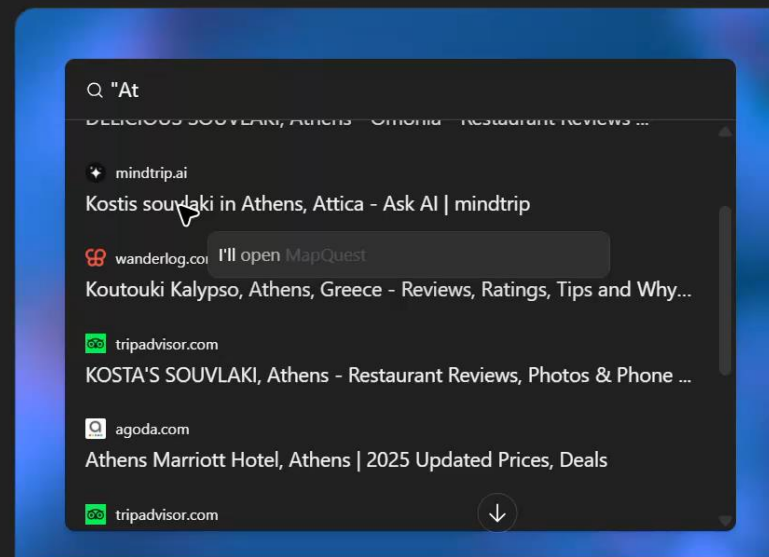 "At
DELICIOUS SOUVLAKI, Athens - Omonia - Restaurant Reviews ...
mindtrip.ai
Kostis souvlaki in Athens, Attica - Ask AI | mindtrip
wanderlog.co
I'll open MapQuest
Koutouki Kalypso, Athens, Greece - Reviews, Ratings, Tips and Why...
tripadvisor.com
KOSTA'S SOUVLAKI, Athens - Restaurant Reviews, Photos & Phone ...
agoda.com
Athens Marriott Hotel, Athens | 2025 Updated Prices, Deals
tripadvisor.com